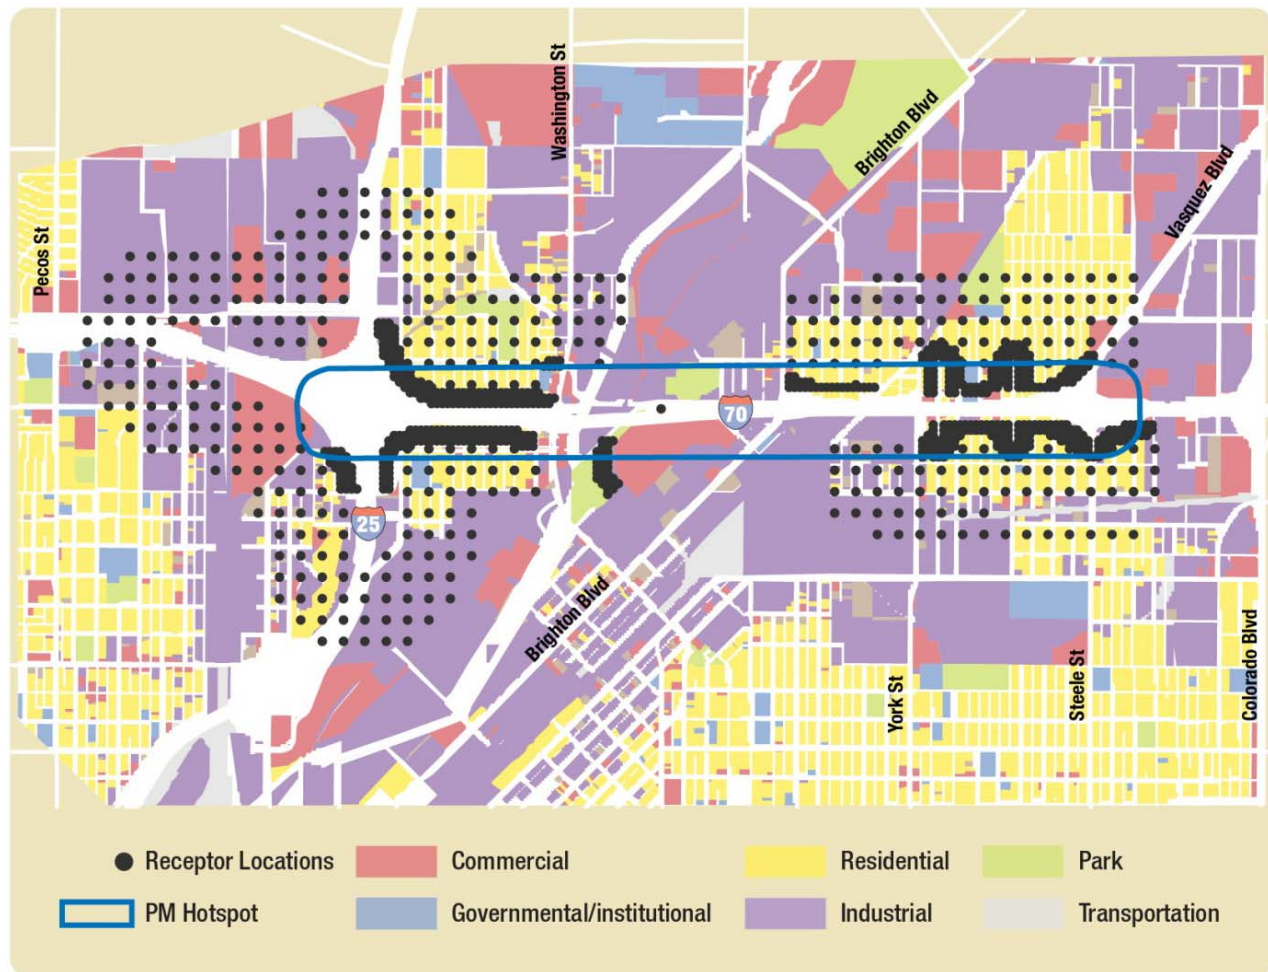 Washington St
Brighton Blvd
Vasquez Blvd
Pecos St
70
25
Brighton Blvd
York St
Steele St
Colorado Blvd
Receptor Locations
Commercial
Residential
Park
PM Hotspot
Governmental/institutional
Industrial
Transportation